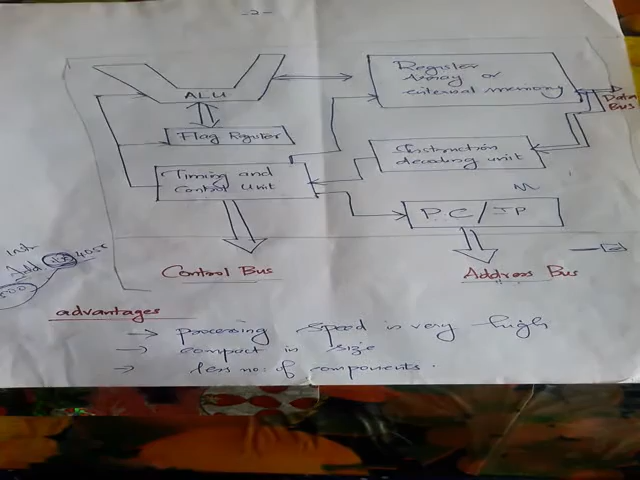 -2-
ALU
Register
Array or
external memory
Data
Bus
Flag Register
Instruction
decoding unit
Timing and
Control Unit
PC/IP
Control Bus
Address Bus
Add
advantages
→ processing speed is very high
→ compact in size
→ less no: of components.